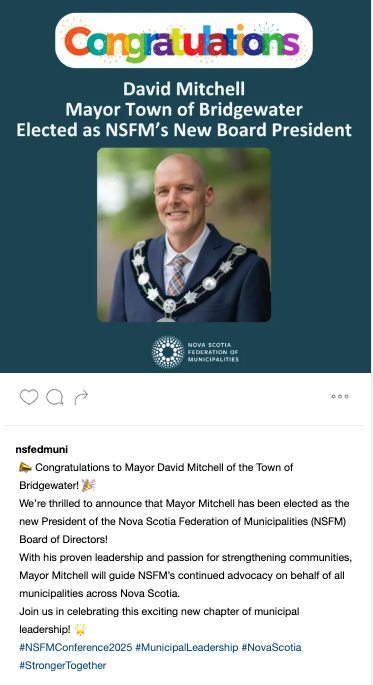 Congratulations
David Mitchell
Mayor Town of Bridgewater
Elected as NSFM's New Board President
NOVA SCOTIA
FEDERATION OF
MUNICIPALITIES
nsfedmuni
📣 Congratulations to Mayor David Mitchell of the Town of
Bridgewater! 🎉
We're thrilled to announce that Mayor Mitchell has been elected as the
new President of the Nova Scotia Federation of Municipalities (NSFM)
Board of Directors!
With his proven leadership and passion for strengthening communities,
Mayor Mitchell will guide NSFM's continued advocacy on behalf of all
municipalities across Nova Scotia.
Join us in celebrating this exciting new chapter of municipal
leadership! 🌟
#NSFMConference2025 #MunicipalLeadership #NovaScotia
#StrongerTogether